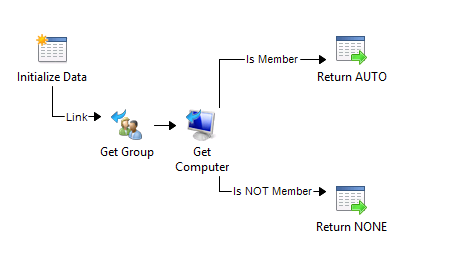 Is Member
Initialize Data
Return AUTO
Link
Get Group
Get
Computer
Is NOT Member
Return NONE